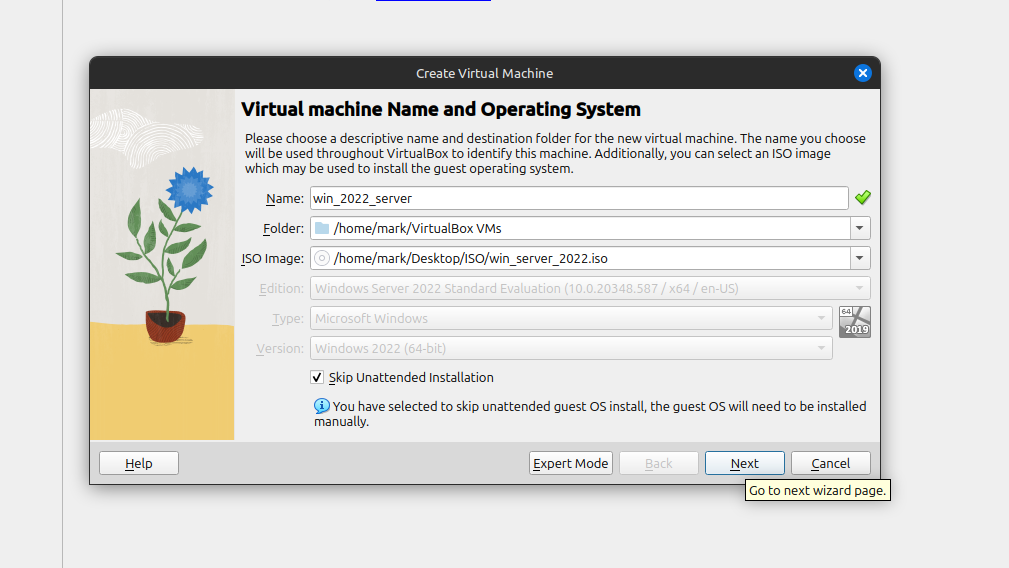 Create Virtual Machine
Virtual machine Name and Operating System
Please choose a descriptive name and destination folder for the new virtual machine. The name you choose
will be used throughout VirtualBox to identify this machine. Additionally, you can select an ISO image
which may be used to install the guest operating system.
Name: win_2022_server
Folder: /home/mark/VirtualBox VMs
ISO Image: /home/mark/Desktop/ISO/win_server_2022.iso
Edition: Windows Server 2022 Standard Evaluation (10.0.20348.587 / x64 / en-US)
Type: Microsoft Windows
64
2019
Version: Windows 2022 (64-bit)
Skip Unattended Installation
You have selected to skip unattended guest OS install, the guest OS will need to be installed
manually.
Help Expert Mode Back Next Cancel
Go to next wizard page.